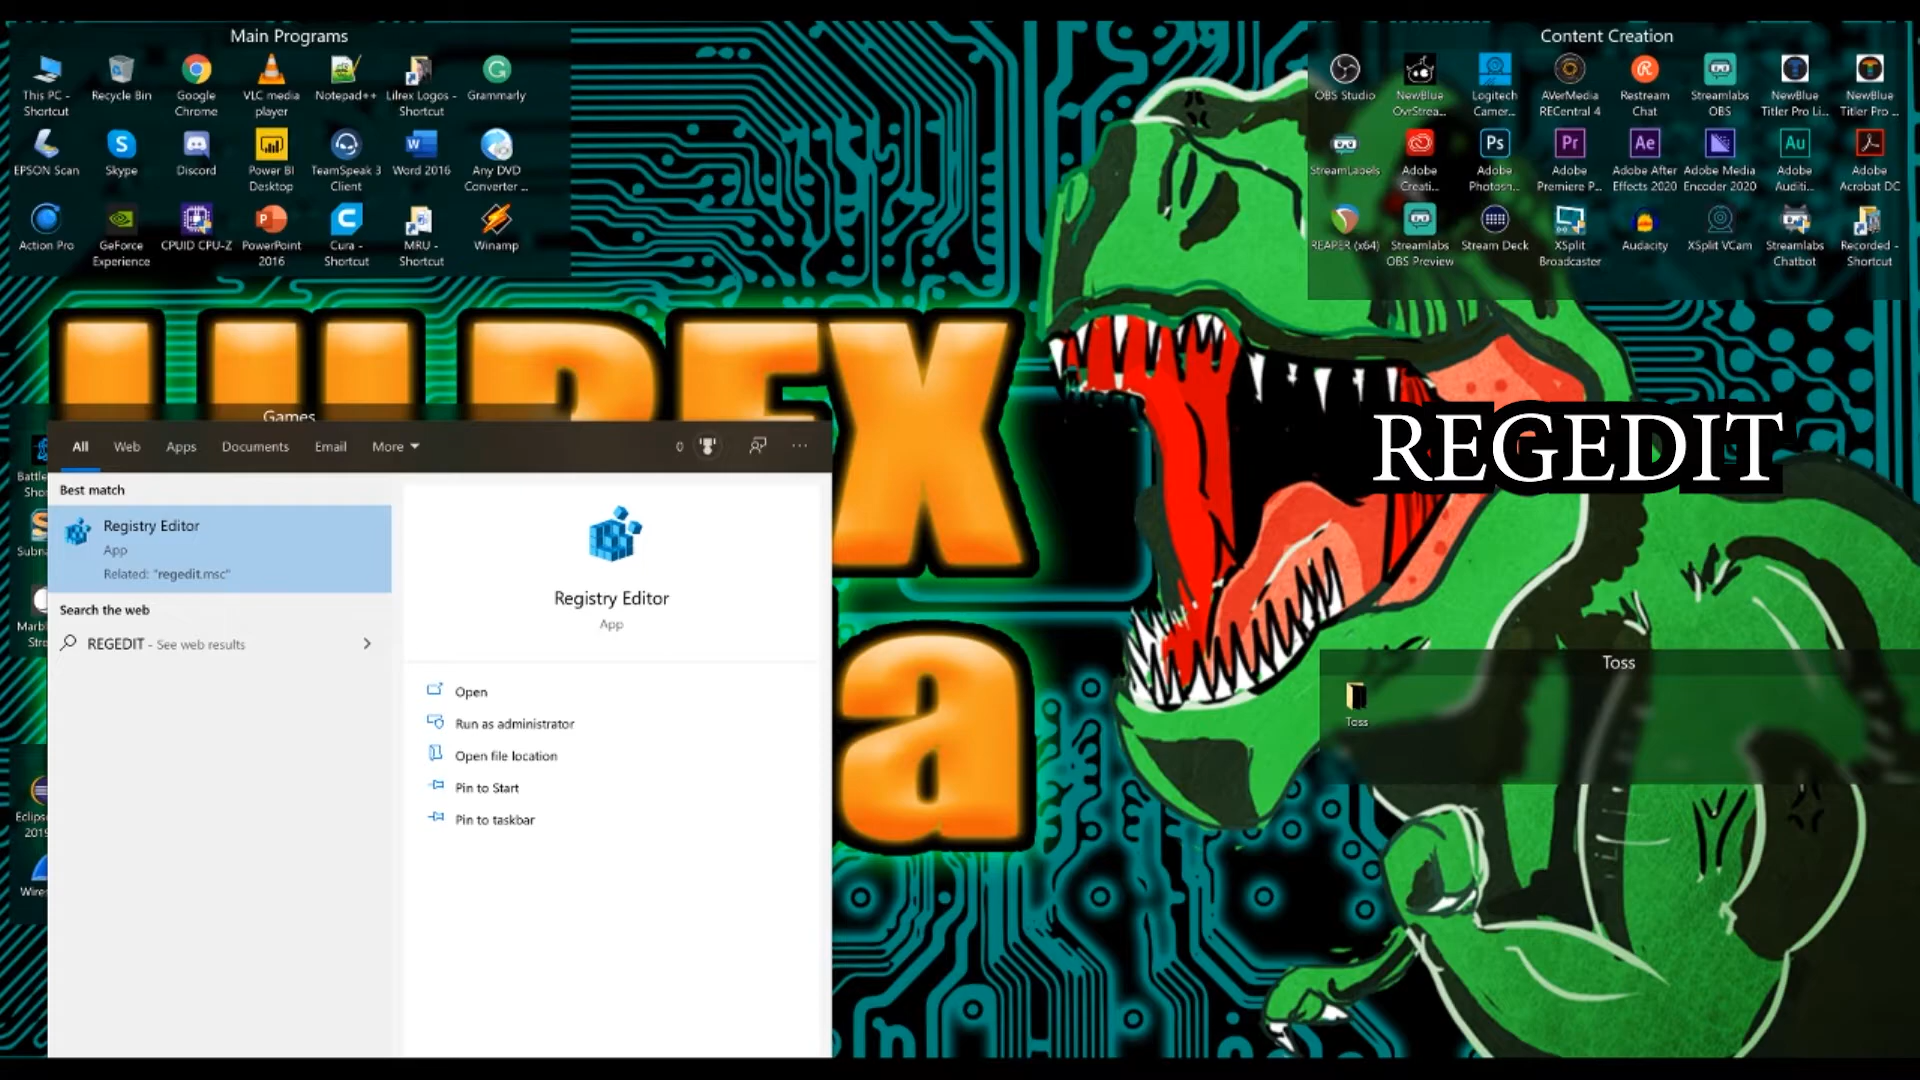 Main Programs
This PC - Shortcut
Recycle Bin
Google Chrome
VLC media player
Notepad++
Lilrex Logos - Shortcut
Grammarly
EPSON Scan
Skype
Discord
Power BI Desktop
TeamSpeak 3 Client
Word 2016
Any DVD Converter ...
Action Pro
GeForce Experience
CPUID CPU-Z
PowerPoint 2016
Cura - Shortcut
MRU - Shortcut
Winamp
Content Creation
OBS Studio
NewBlue OvrStrea...
Logitech Camer...
AVerMedia RECentral 4
Restream Chat
Streamlabs OBS
NewBlue Titler Pro Li...
NewBlue Titler Pro ...
StreamLabels
Adobe Creati...
Adobe Photosh...
Adobe Premiere P...
Adobe After Effects 2020
Adobe Media Encoder 2020
Adobe Auditi...
Adobe Acrobat DC
REAPER (x64)
Streamlabs OBS Preview
Stream Deck
XSplit Broadcaster
Audacity
XSplit VCam
Streamlabs Chatbot
Recorded - Shortcut
Games
All Web Apps Documents Email More
0 ...
Best match
Registry Editor
App
Related: "regedit.msc"
Search the web
REGEDIT - See web results
Registry Editor
App
Open
Run as administrator
Open file location
Pin to Start
Pin to taskbar
REGEDIT
Toss
Toss